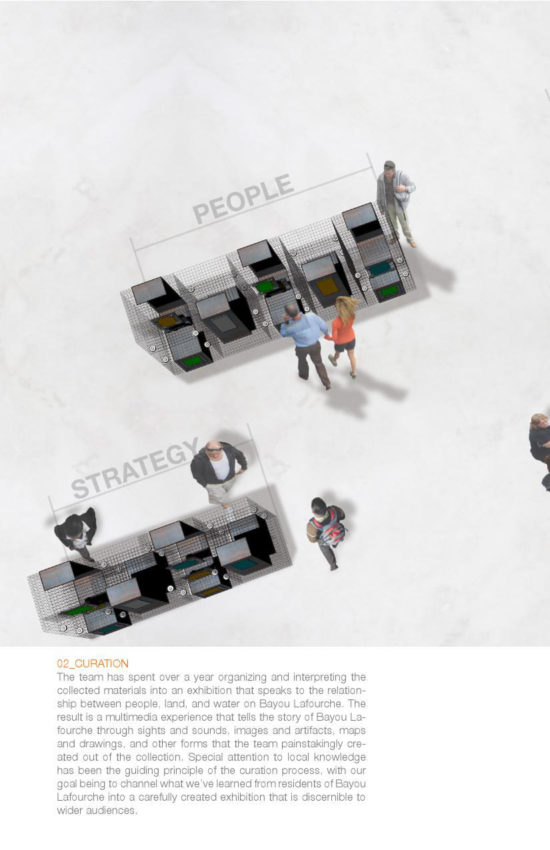 PEOPLE
STRATEGY
02_CURATION
The team has spent over a year organizing and interpreting the
collected materials into an exhibition that speaks to the relation-
ship between people, land, and water on Bayou Lafourche. The
result is a multimedia experience that tells the story of Bayou La-
fourche through sights and sounds, images and artifacts, maps
and drawings, and other forms that the team painstakingly cre-
ated out of the collection. Special attention to local knowledge
has been the guiding principle of the curation process, with our
goal being to channel what we've learned from residents of Bayou
Lafourche into a carefully created exhibition that is discernible to
wider audiences.